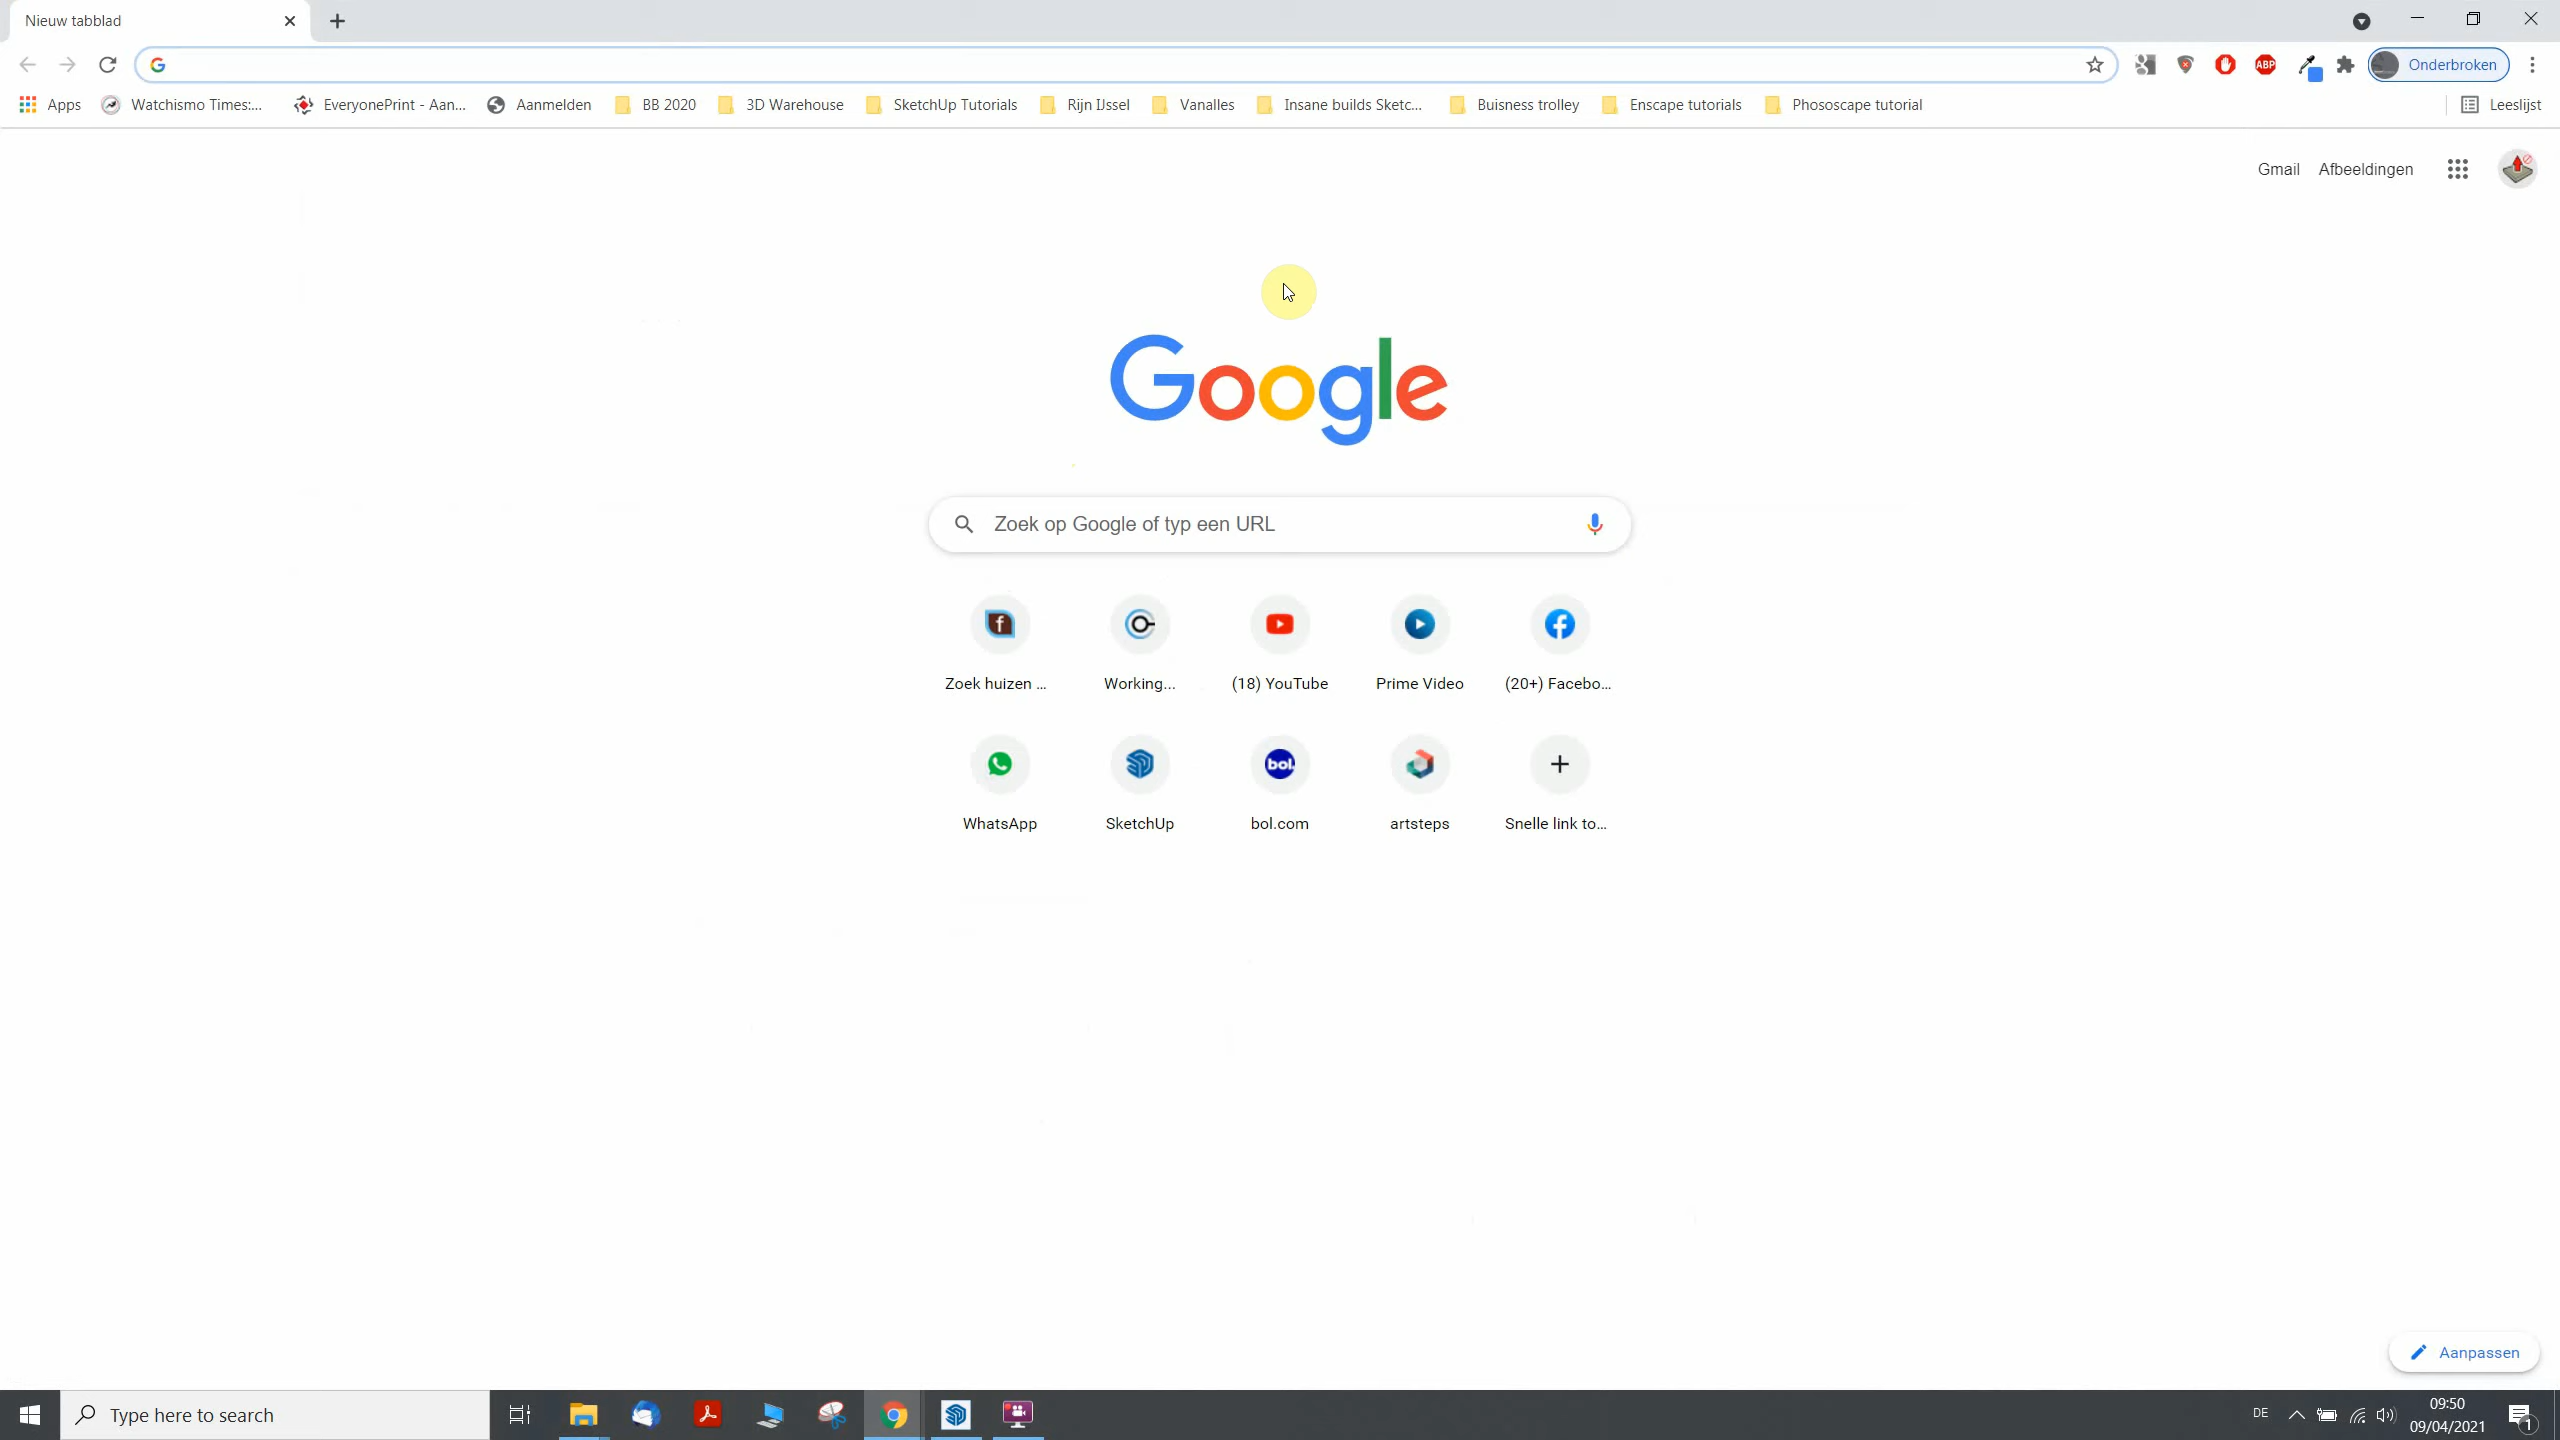 Nieuw tabblad
Onderbroken
Apps Watchismo Times:... EveryonePrint - Aan... Aanmelden BB 2020 3D Warehouse SketchUp Tutorials Rijn IJssel Vanalles Insane builds Sketc... Buisness trolley Enscape tutorials Phososcape tutorial Leeslijst
Gmail Afbeeldingen
Google
Zoek op Google of typ een URL
Zoek huizen ... Working... (18) YouTube Prime Video (20+) Facebo...
bol.
WhatsApp SketchUp bol.com artsteps Snelle link to...
Aanpassen
Type here to search
DE
09:50
09/04/2021
1
ABP